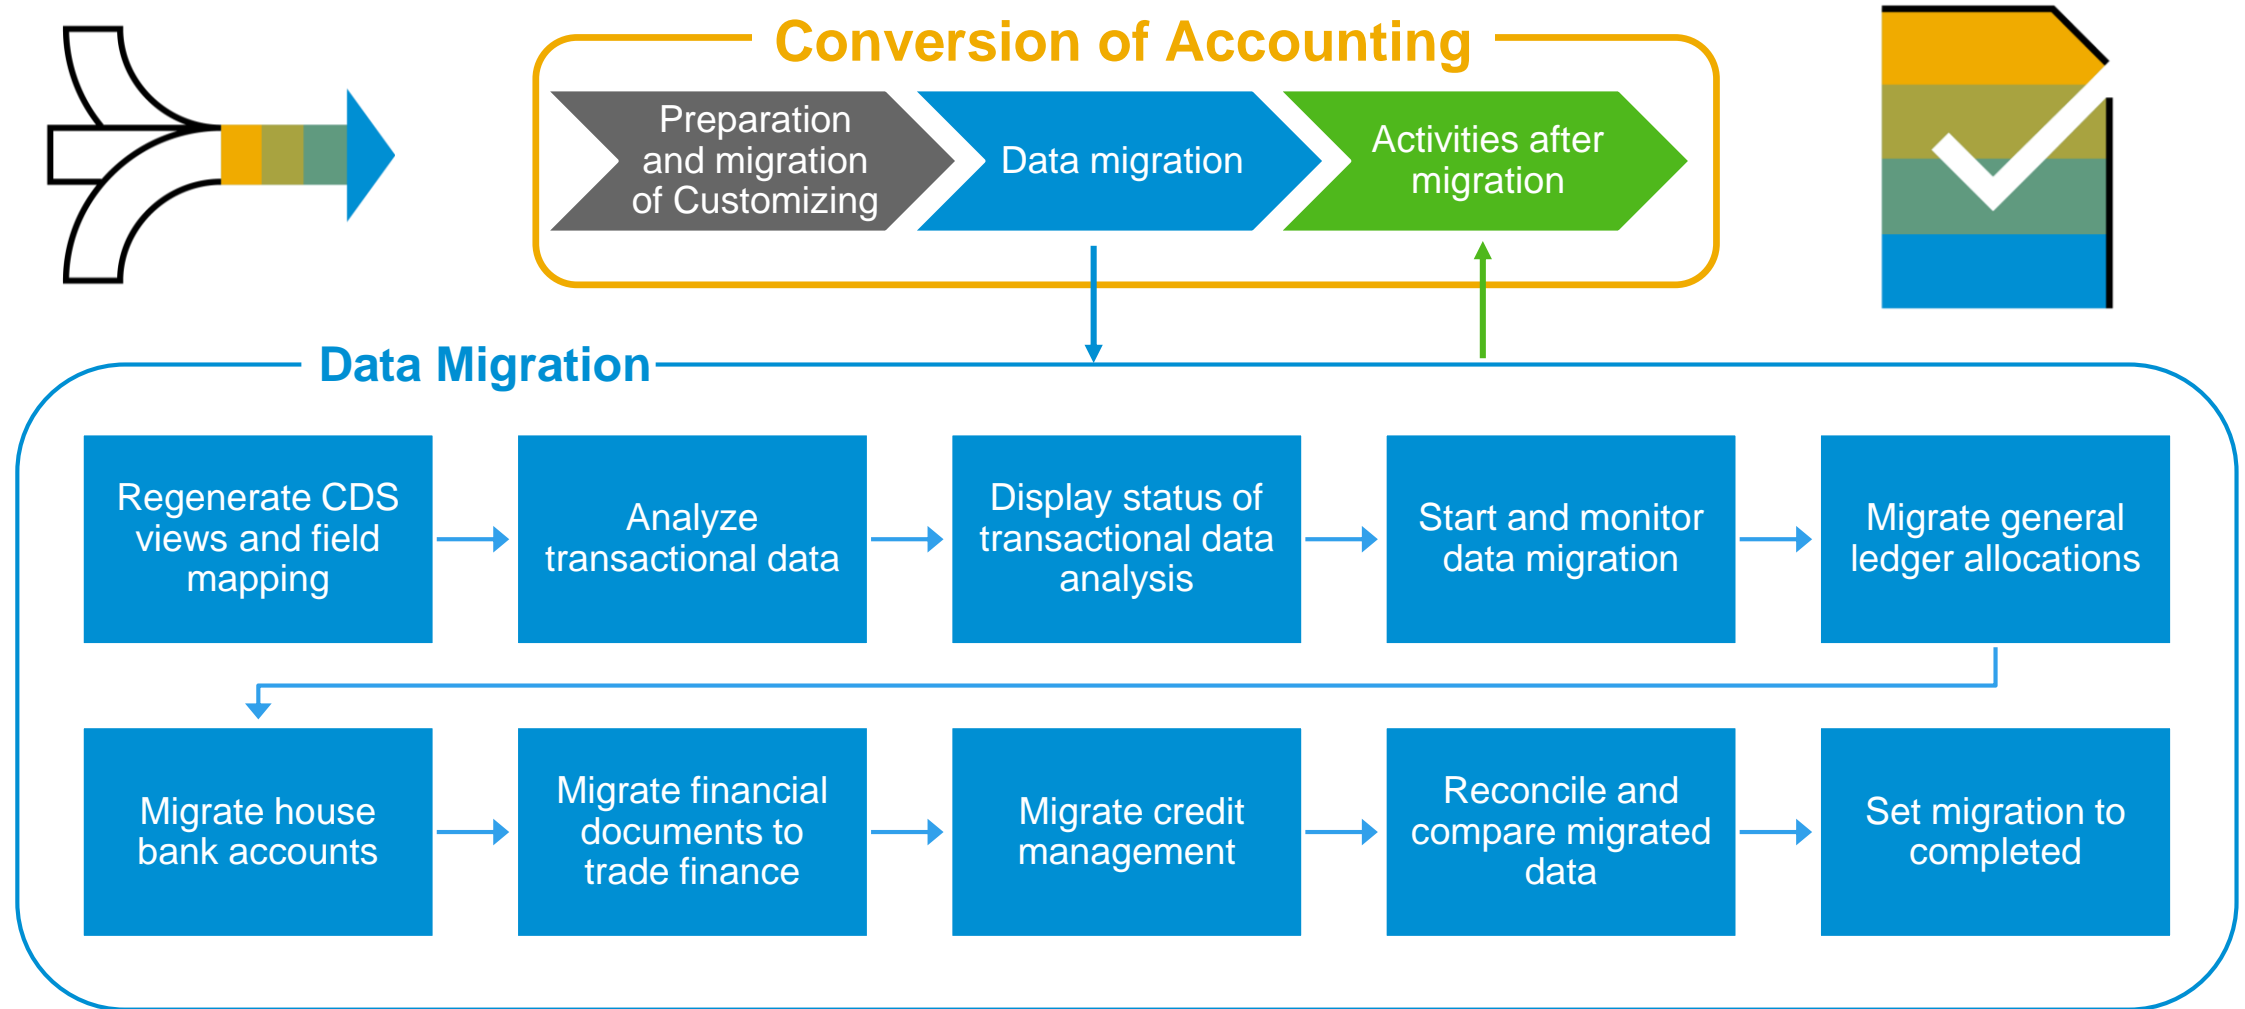 Conversion of Accounting
Preparation
and migration
of Customizing
Data migration
Activities after
migration
Data Migration
Regenerate CDS
views and field
mapping
Analyze
transactional data
Display status of
transactional data
analysis
Start and monitor
data migration
Migrate general
ledger allocations
Migrate house
bank accounts
Migrate financial
documents to
trade finance
Migrate credit
management
Reconcile and
compare migrated
data
Set migration to
completed